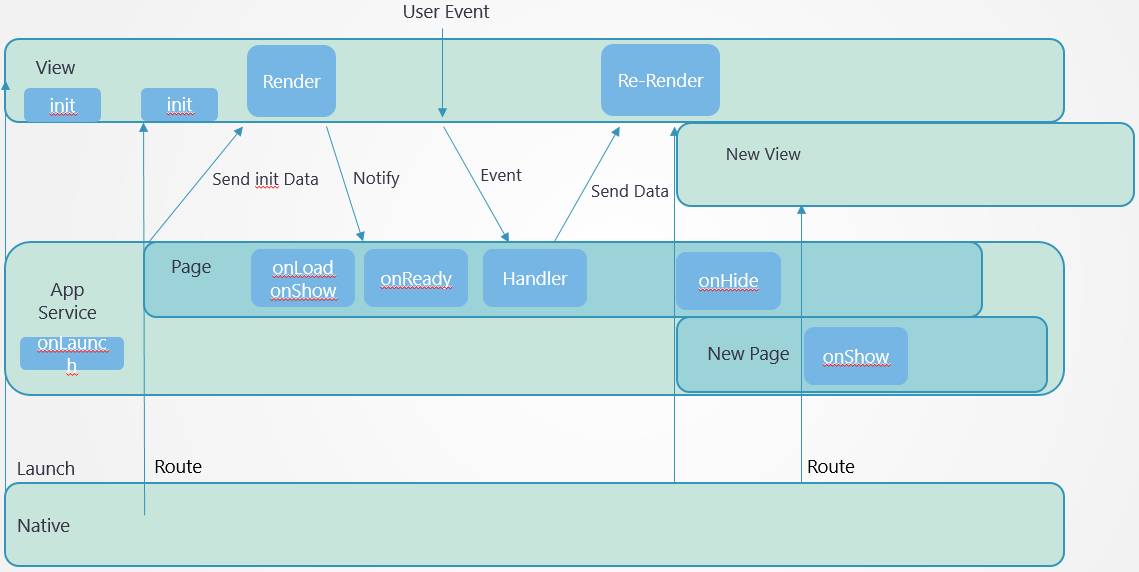 User Event
View
init
init
Render
Re-Render
New View
Send init Data
Notify
Event
Send Data
Page
onLoad
onShow
onReady
Handler
onHide
App
Service
onLaunc
h
New Page
onShow
Launch
Route
Route
Native